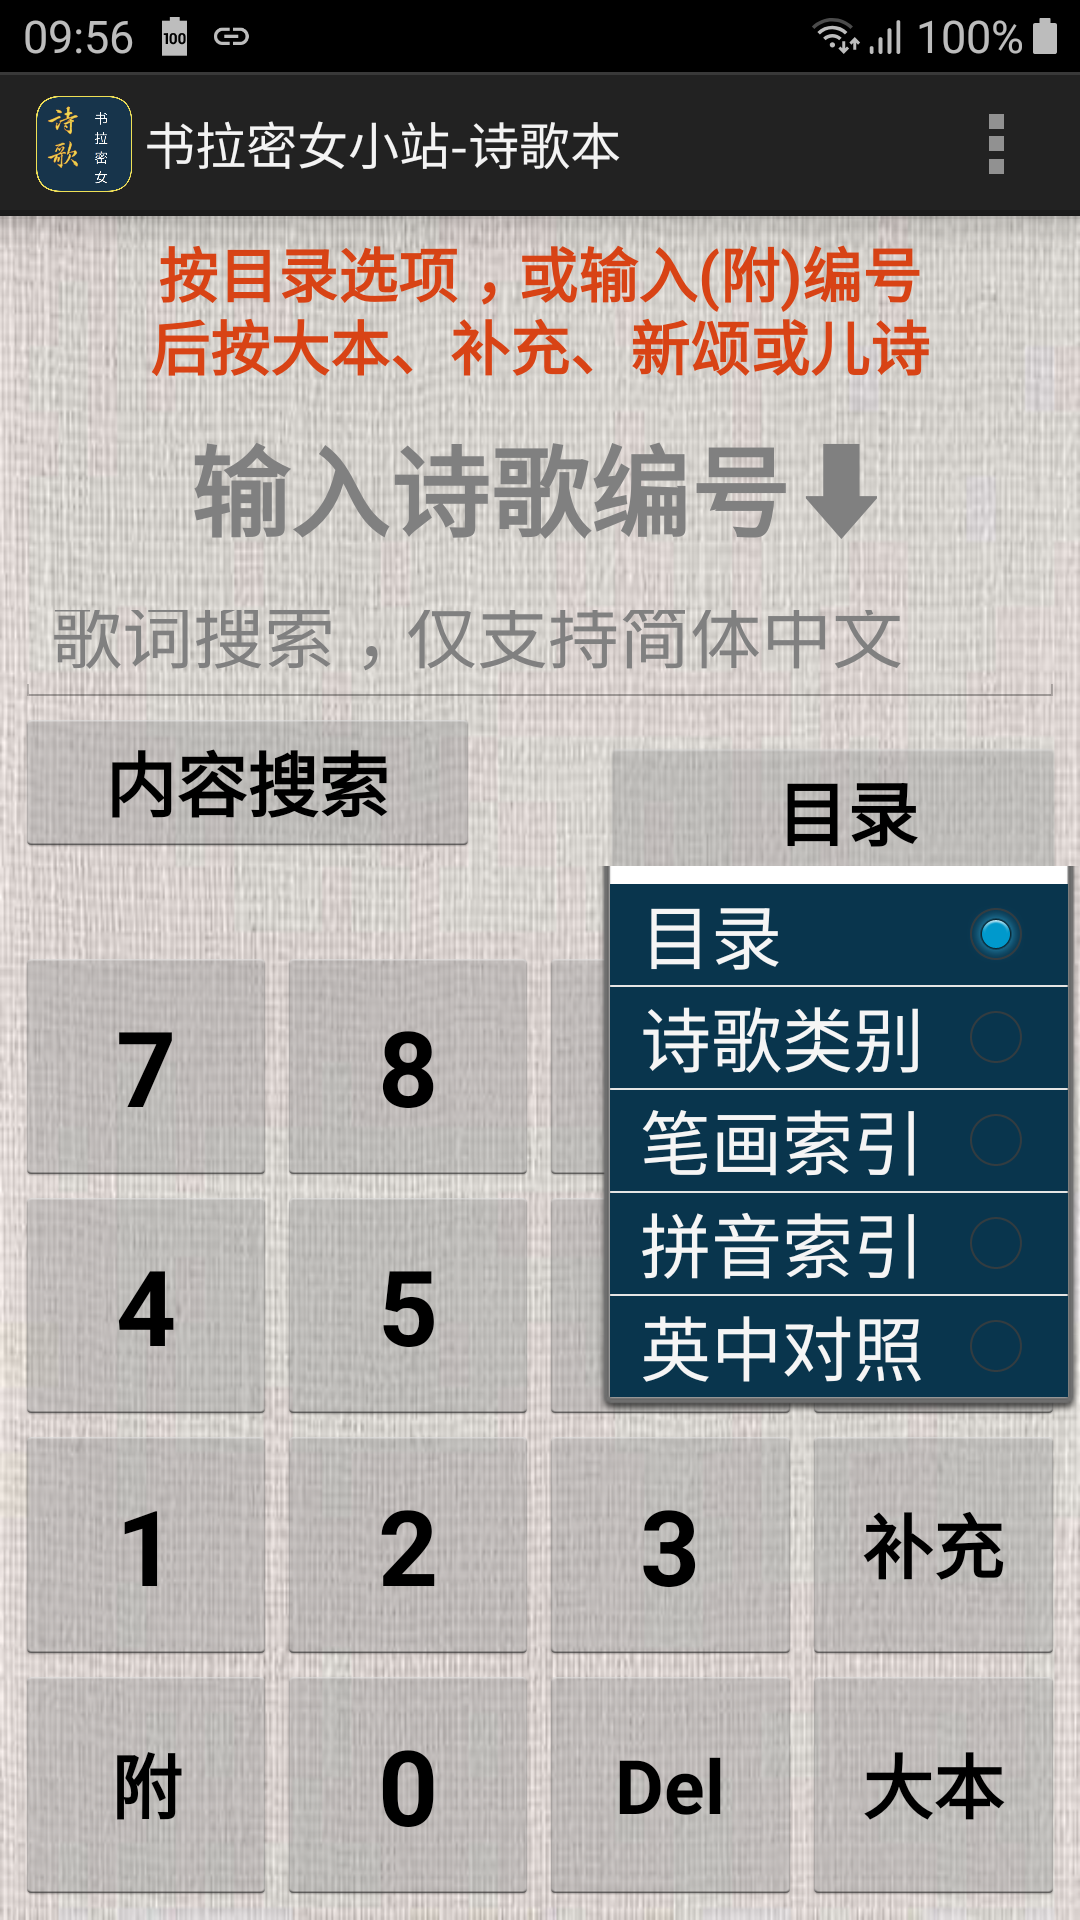 09:56
100
100%
诗歌
书拉密女
书拉密女小站-诗歌本
按目录选项，或输入(附)编号
后按大本、补充、新颂或儿诗
输入诗歌编号
歌词搜索，仅支持简体中文
内容搜索
目录
目录
诗歌类别
笔画索引
拼音索引
英中对照
7
8
4
5
1
2
3
补充
附
0
Del
大本